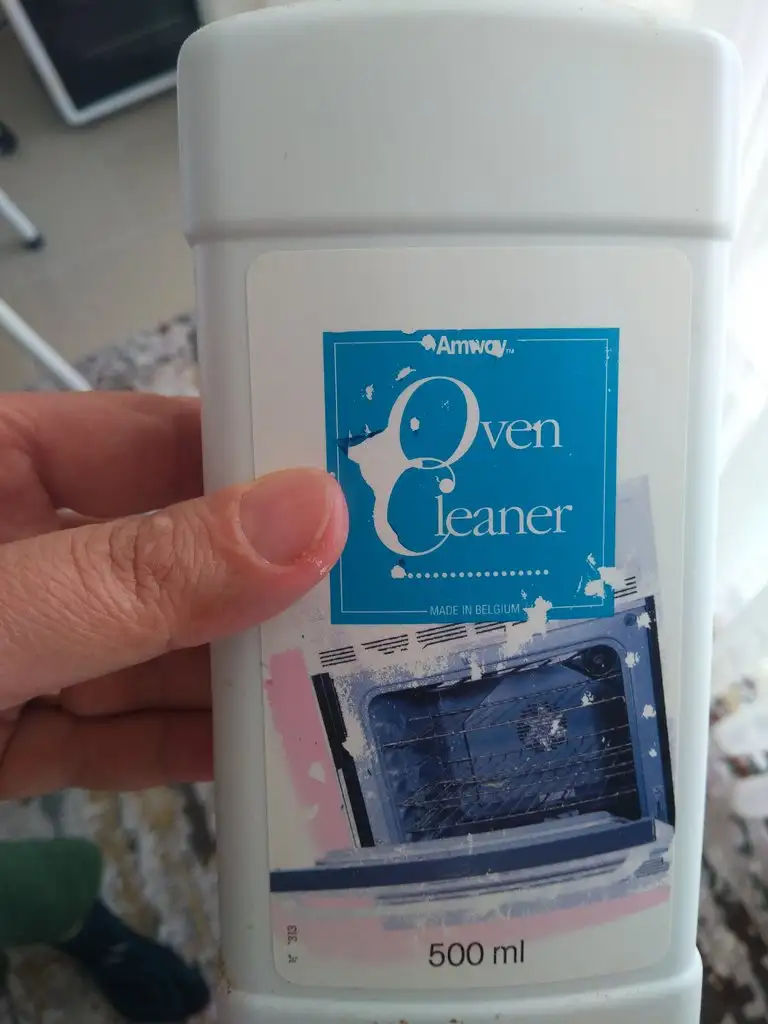 Amway™
Oven
Cleaner
MADE IN BELGIUM
500 ml